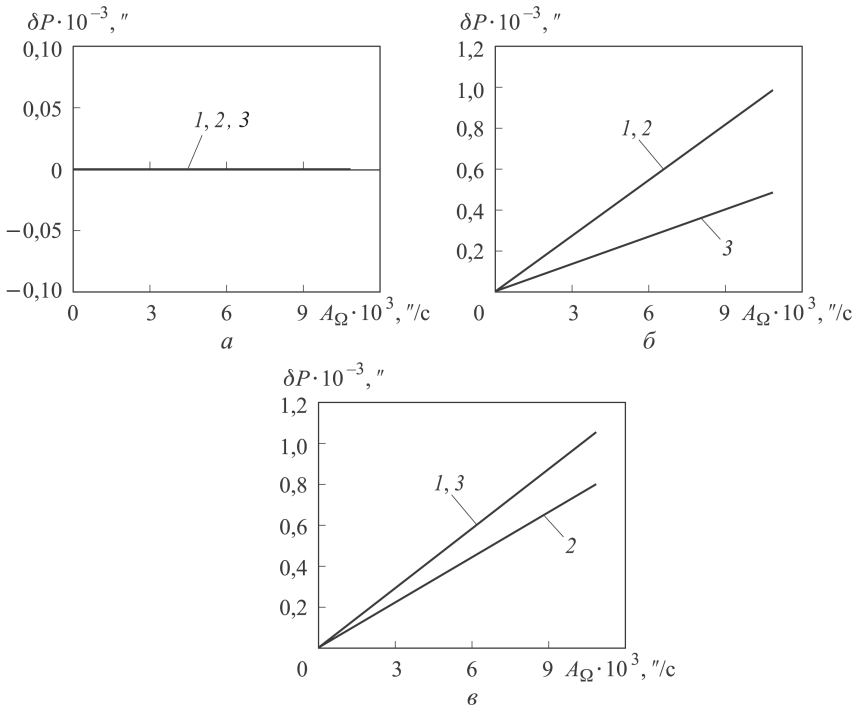 δP·10⁻³, ″
0,10
0,05
0
−0,05
−0,10
1, 2, 3
0 3 6 9 A_Ω·10³, ″/с
а
δP·10⁻³, ″
1,2
1,0
0,8
0,6
0,4
0,2
1, 2
3
0 3 6 9 A_Ω·10³, ″/с
б
δP·10⁻³, ″
1,2
1,0
0,8
0,6
0,4
0,2
1, 3
2
0 3 6 9 A_Ω·10³, ″/с
в